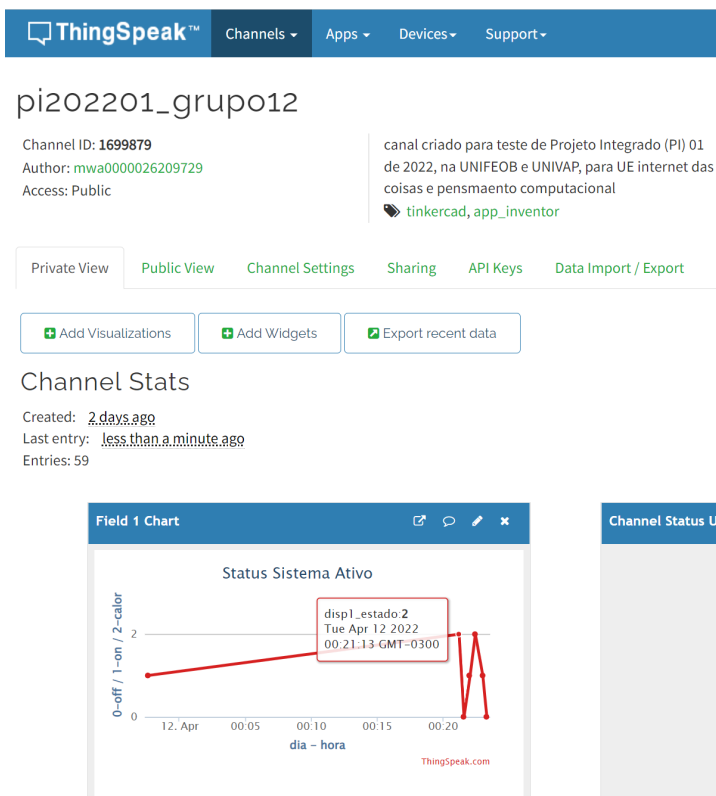 ThingSpeak™ Channels Apps Devices Support
pi202201_grupo12
Channel ID: 1699879
Author: mwa0000026209729
Access: Public
canal criado para teste de Projeto Integrado (PI) 01
de 2022, na UNIFEOB e UNIVAP, para UE internet das
coisas e pensmaento computacional
tinkercad, app_inventor
Private View Public View Channel Settings Sharing API Keys Data Import / Export
Add Visualizations Add Widgets Export recent data
Channel Stats
Created: 2 days ago
Last entry: less than a minute ago
Entries: 59
Field 1 Chart
Status Sistema Ativo
0-off / 1-on / 2-calor
disp1_estado:2
Tue Apr 12 2022
00:21:13 GMT-0300
2
0
12. Apr 00:05 00:10 00:15 00:20
dia - hora
ThingSpeak.com
Channel Status U